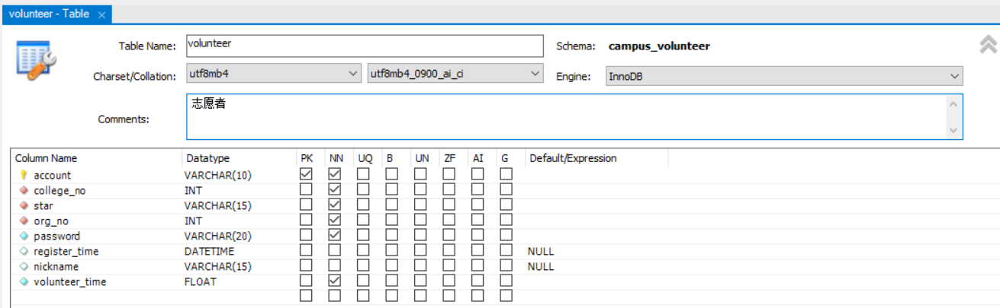 volunteer - Table ×
Table Name: volunteer Schema: campus_volunteer
Charset/Collation: utf8mb4 utf8mb4_0900_ai_ci Engine: InnoDB
Comments: 志愿者
Column Name Datatype PK NN UQ B UN ZF AI G Default/Expression
account VARCHAR(10)
college_no INT
star VARCHAR(15)
org_no INT
password VARCHAR(20)
register_time DATETIME NULL
nickname VARCHAR(15) NULL
volunteer_time FLOAT